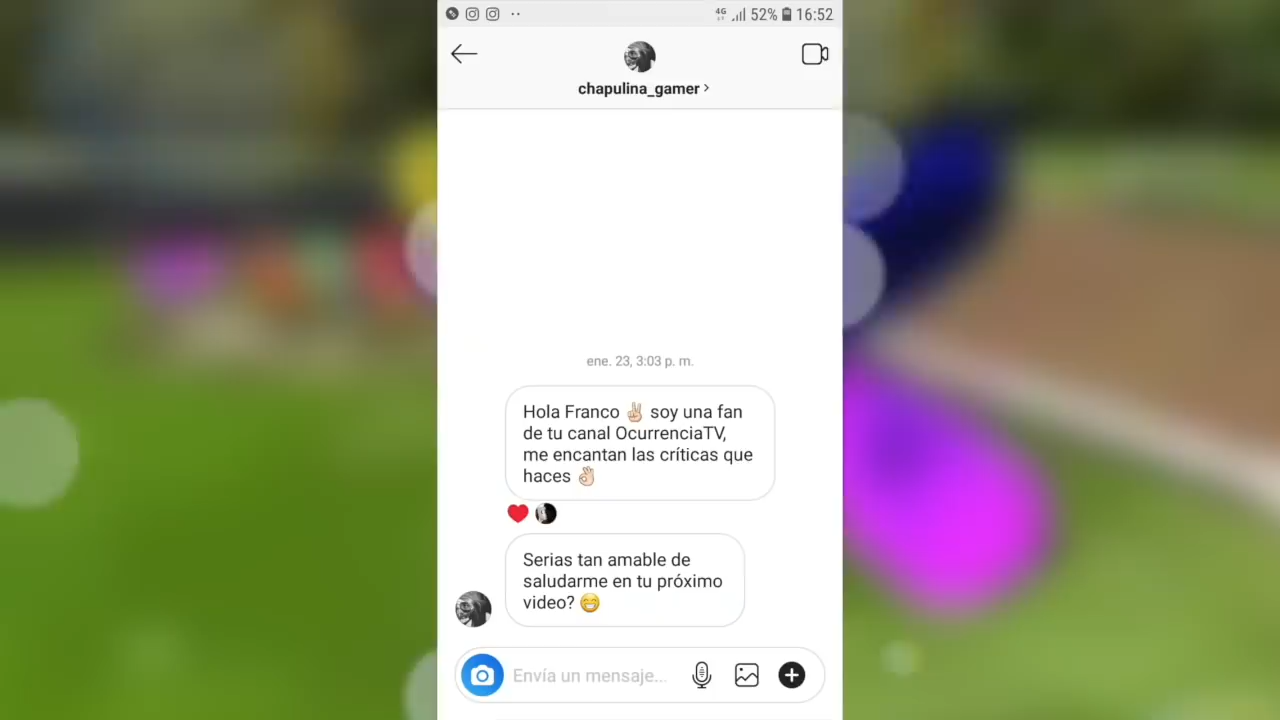 4G 52% 16:52
chapulina_gamer
ene. 23, 3:03 p. m.
Hola Franco ✌🏻 soy una fan
de tu canal OcurrenciaTV,
me encantan las críticas que
haces 👌🏻
Serias tan amable de
saludarme en tu próximo
video? 😁
Envía un mensaje...